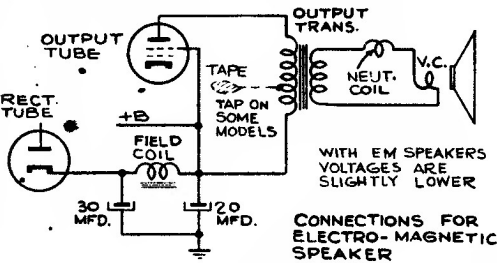 OUTPUT
TRANS.
OUTPUT
TUBE
TAPE
NEUT.
COIL
V.C.
TAP ON
SOME
MODELS
RECT.
TUBE
+B
FIELD
COIL
WITH EM SPEAKERS
VOLTAGES ARE
SLIGHTLY LOWER
30
MFD.
20
MFD.
CONNECTIONS FOR
ELECTRO-MAGNETIC
SPEAKER